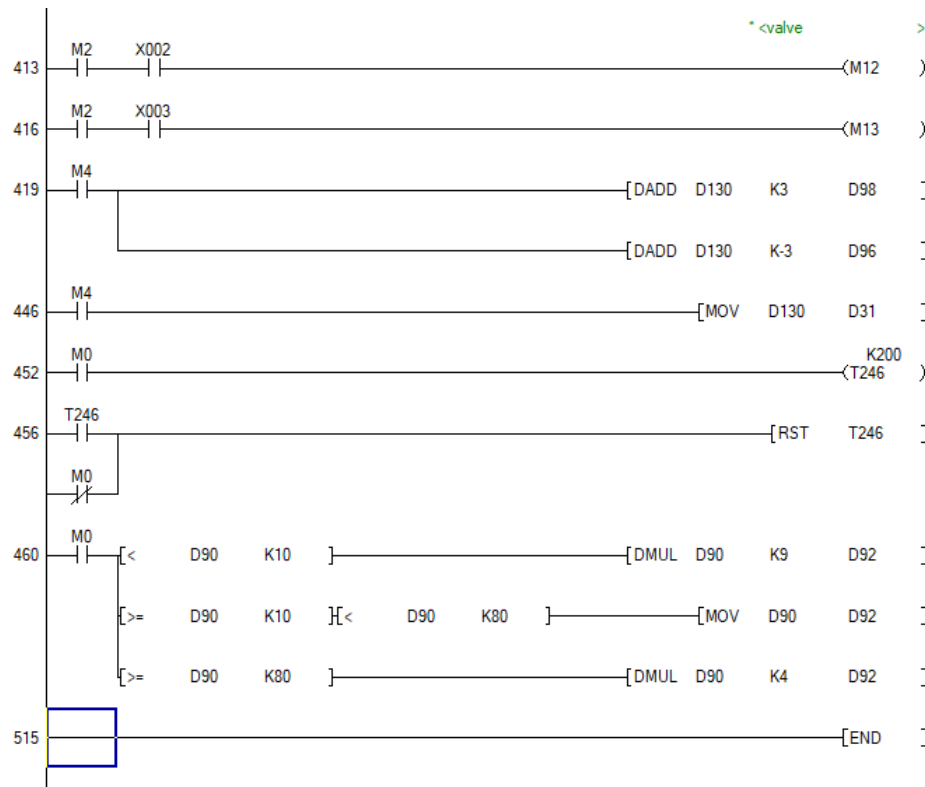 * <valve >
M2 X002
413 (M12 )
M2 X003
416 (M13 )
M4
419 [DADD D130 K3 D98 ]
[DADD D130 K-3 D96 ]
M4
446 [MOV D130 D31 ]
M0 K200
452 (T246 )
T246
456 [RST T246 ]
M0
M0
460 [< D90 K10 ] [DMUL D90 K9 D92 ]
[>= D90 K10 ][< D90 K80 ] [MOV D90 D92 ]
[>= D90 K80 ] [DMUL D90 K4 D92 ]
515 [END ]